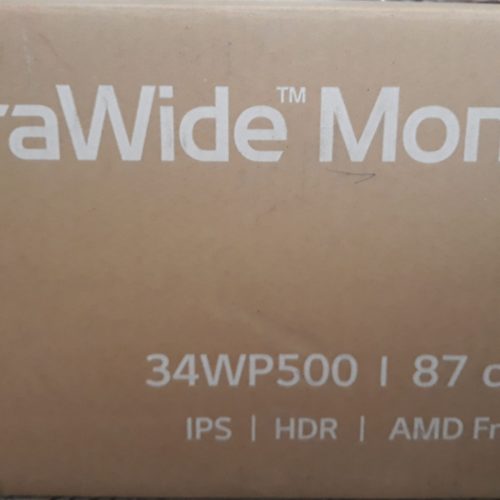 raWide™ Mon
34WP500 | 87 c
IPS | HDR | AMD Fr